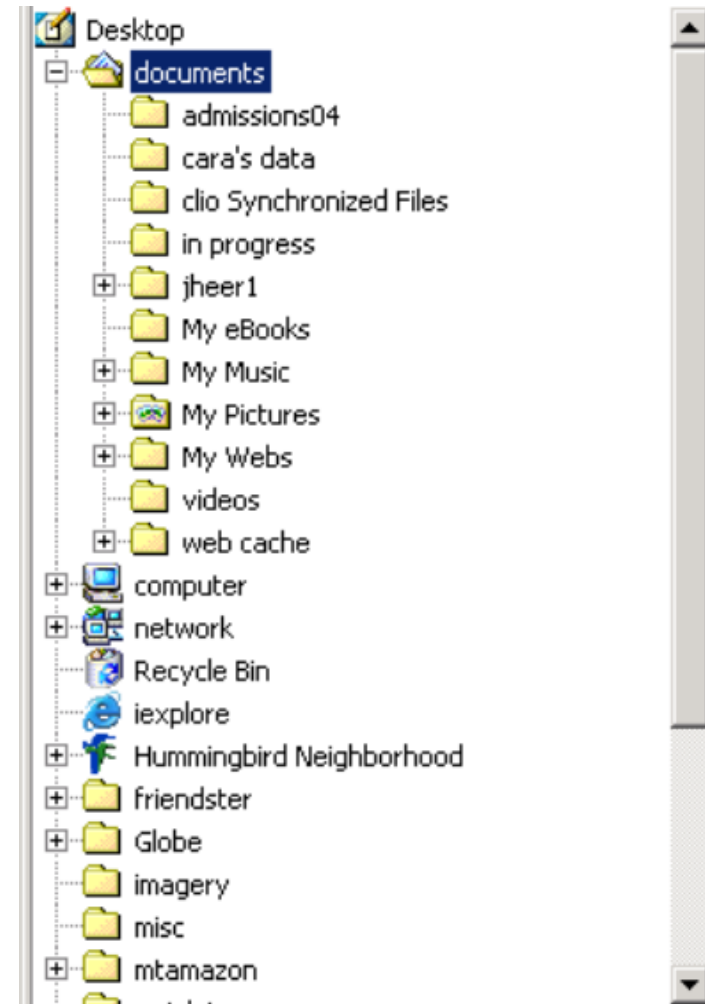 Desktop
documents
admissions04
cara's data
clio Synchronized Files
in progress
jheer1
My eBooks
My Music
My Pictures
My Webs
videos
web cache
computer
network
Recycle Bin
iexplore
Hummingbird Neighborhood
friendster
Globe
imagery
misc
mtamazon